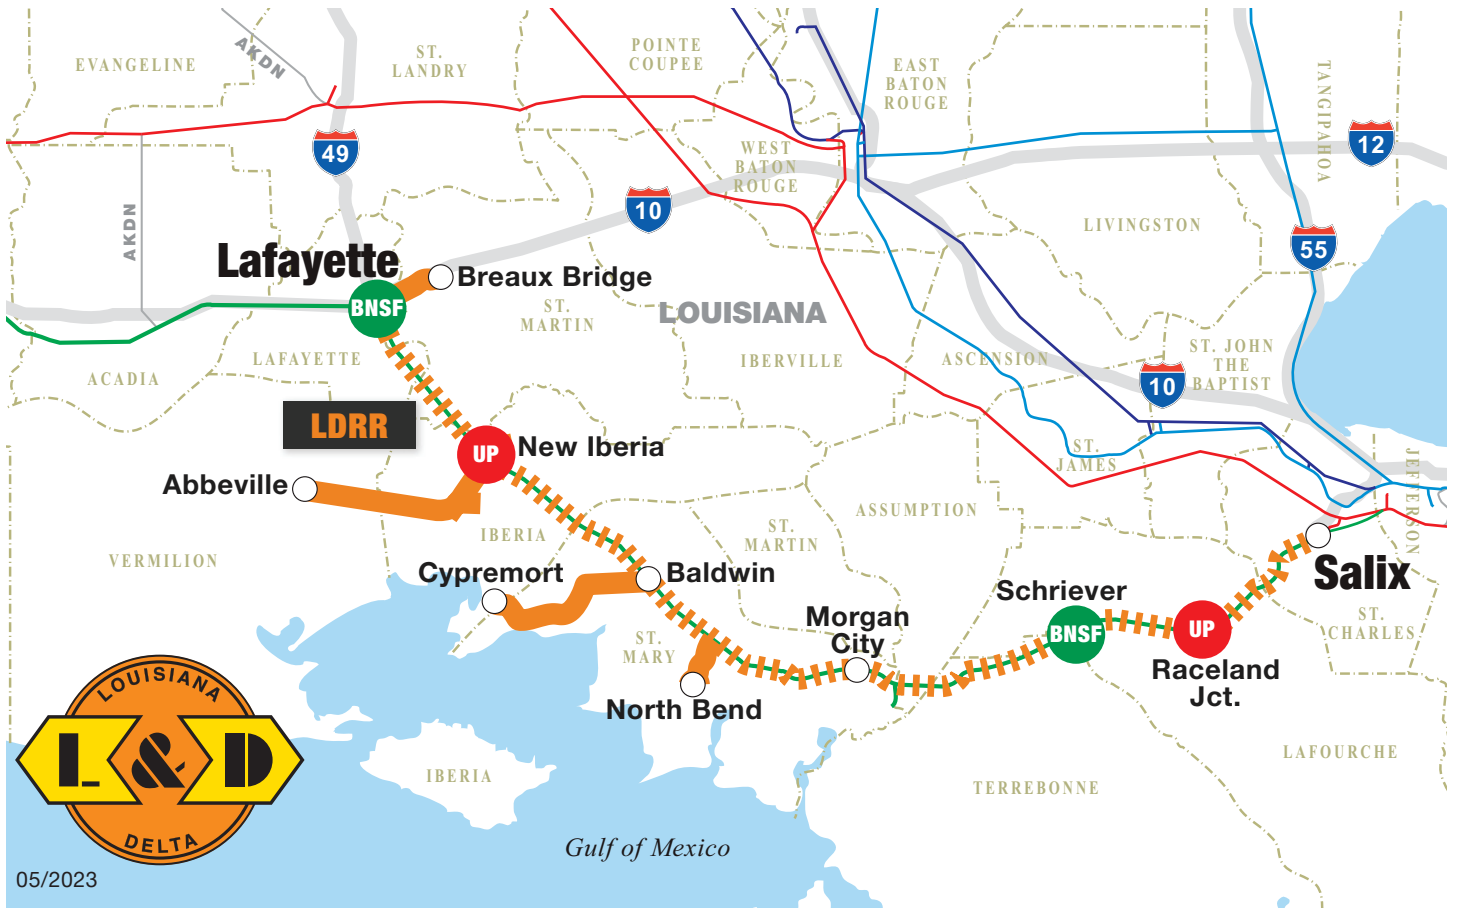 EVANGELINE
AKDN
ST.
LANDRY
POINTE
COUPEE
EAST
BATON
ROUGE
TANGIPAHOA
12
49
WEST
BATON
ROUGE
10
AKDN
LIVINGSTON
55
Lafayette
Breaux Bridge
BNSF
ST.
MARTIN
LOUISIANA
LAFAYETTE
ACADIA
IBERVILLE
ASCENSION
ST. JOHN
THE
BAPTIST
10
LDRR
UP
New Iberia
ST.
JAMES
JEFFERSON
Abbeville
ASSUMPTION
IBERIA
ST.
MARTIN
VERMILION
Cypremort
Baldwin
Salix
Schriever
Morgan
City
BNSF
UP
ST.
CHARLES
ST.
MARY
Raceland
Jct.
North Bend
LOUISIANA
L & D
DELTA
IBERIA
LAFOURCHE
TERREBONNE
Gulf of Mexico
05/2023